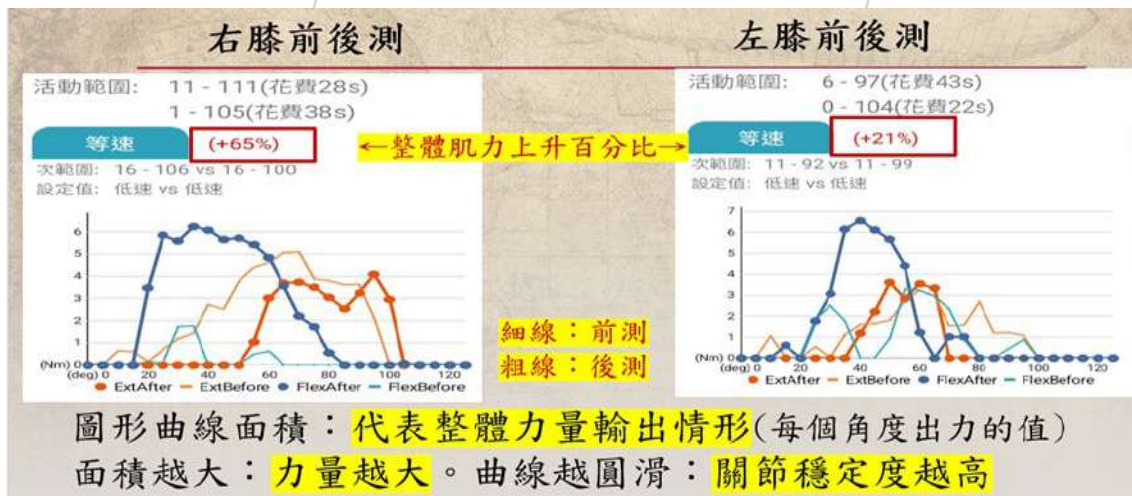 右膝前後測
活動範圍: 11 - 111(花費28s)
1 - 105(花費38s)
等速 (+65%)
次範圍: 16 - 106 vs 16 - 100
設定值: 低速 vs 低速
6
5
4
3
2
1
(Nm) 0
(deg) 0 20 40 60 80 100 120
ExtAfter ExtBefore FlexAfter FlexBefore
←整體肌力上升百分比→
細線：前測
粗線：後測
左膝前後測
活動範圍: 6 - 97(花費43s)
0 - 104(花費22s)
等速 (+21%)
次範圍: 11 - 92 vs 11 - 99
設定值: 低速 vs 低速
7
6
5
4
3
2
1
(Nm) 0
(deg) 0 20 40 60 80 100 120
ExtAfter ExtBefore FlexAfter FlexBefore
圖形曲線面積：代表整體力量輸出情形(每個角度出力的值)
面積越大：力量越大。曲線越圓滑：關節穩定度越高